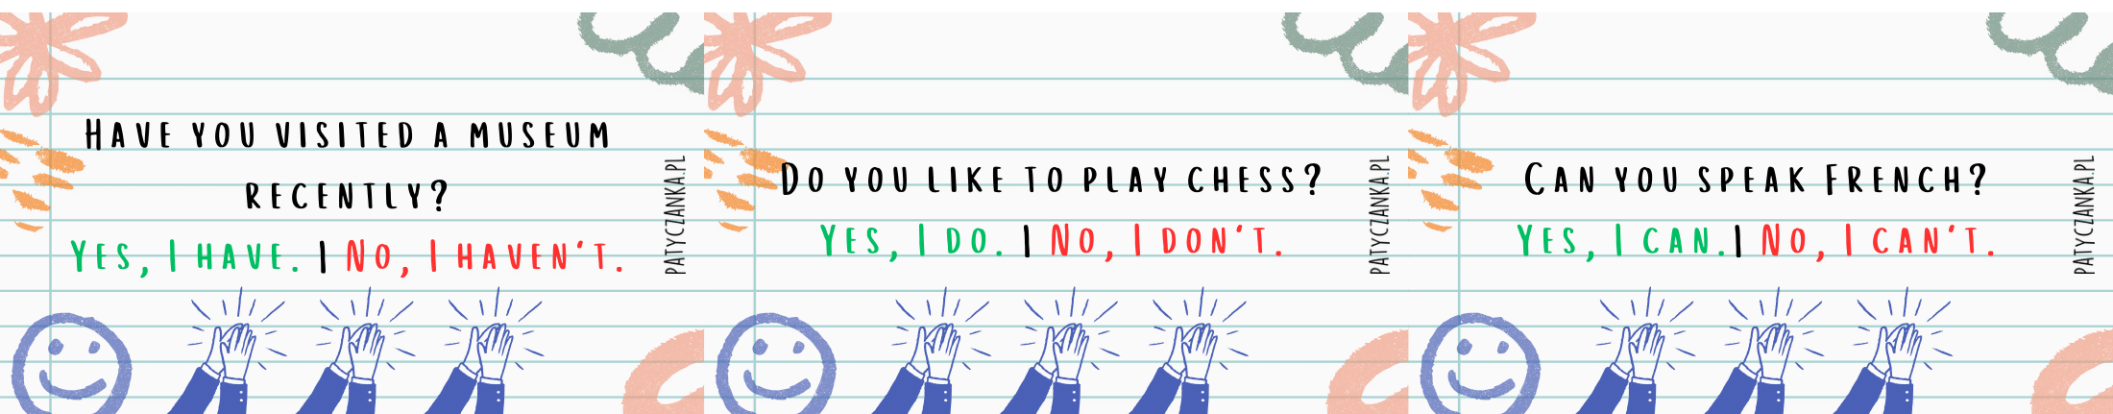 Have you visited a museum
recently?
Yes, I have. | No, I haven't.
PATYCZANKA.PL
Do you like to play chess?
Yes, I do. | No, I don't.
PATYCZANKA.PL
Can you speak French?
Yes, I can. | No, I can't.
PATYCZANKA.PL